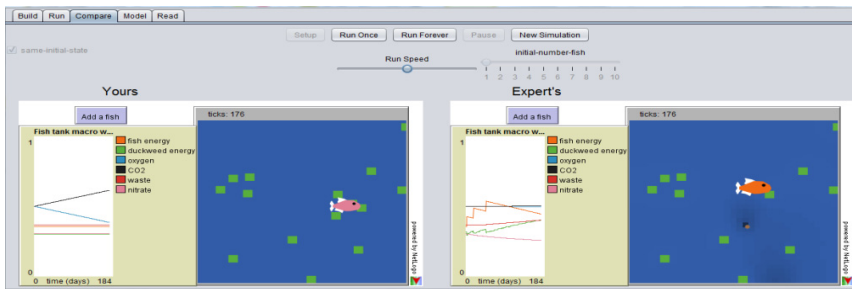 Build Run Compare Model Read
Setup Run Once Run Forever Pause New Simulation
same-initial-state
Run Speed
initial-number-fish
1 2 3 4 5 6 7 8 9 10
Yours
Expert's
Add a fish
ticks: 176
Fish tank macro w...
1
fish energy
duckweed energy
oxygen
CO2
waste
nitrate
0
0 time (days) 184
powered by NetLogo
Add a fish
ticks: 176
Fish tank macro w...
1
fish energy
duckweed energy
oxygen
CO2
waste
nitrate
0
0 time (days) 184
powered by NetLogo